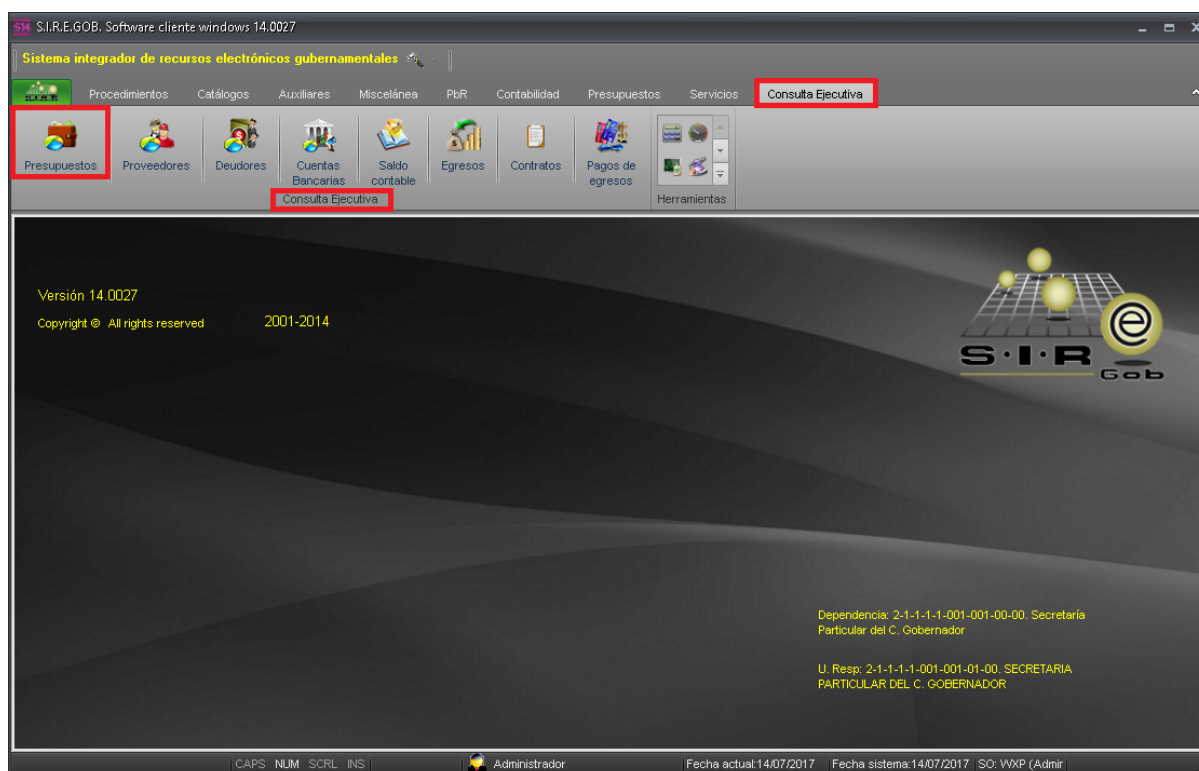 S.I.R.E.GOB. Software cliente windows 14.0027
Sistema integrador de recursos electrónicos gubernamentales
Procedimientos Catálogos Auxiliares Miscelánea PbR Contabilidad Presupuestos Servicios Consulta Ejecutiva
Presupuestos Proveedores Deudores Cuentas Bancarias Saldo contable Egresos Contratos Pagos de egresos
Consulta Ejecutiva Herramientas
Versión 14.0027
Copyright © All rights reserved 2001-2014
S·I·R e
Gob
Dependencia: 2-1-1-1-1-001-001-00-00. Secretaría
Particular del C. Gobernador
U. Resp: 2-1-1-1-1-001-001-01-00. SECRETARIA
PARTICULAR DEL C. GOBERNADOR
CAPS NUM SCRL INS Administrador Fecha actual:14/07/2017 Fecha sistema:14/07/2017 SO: WXP (Admir